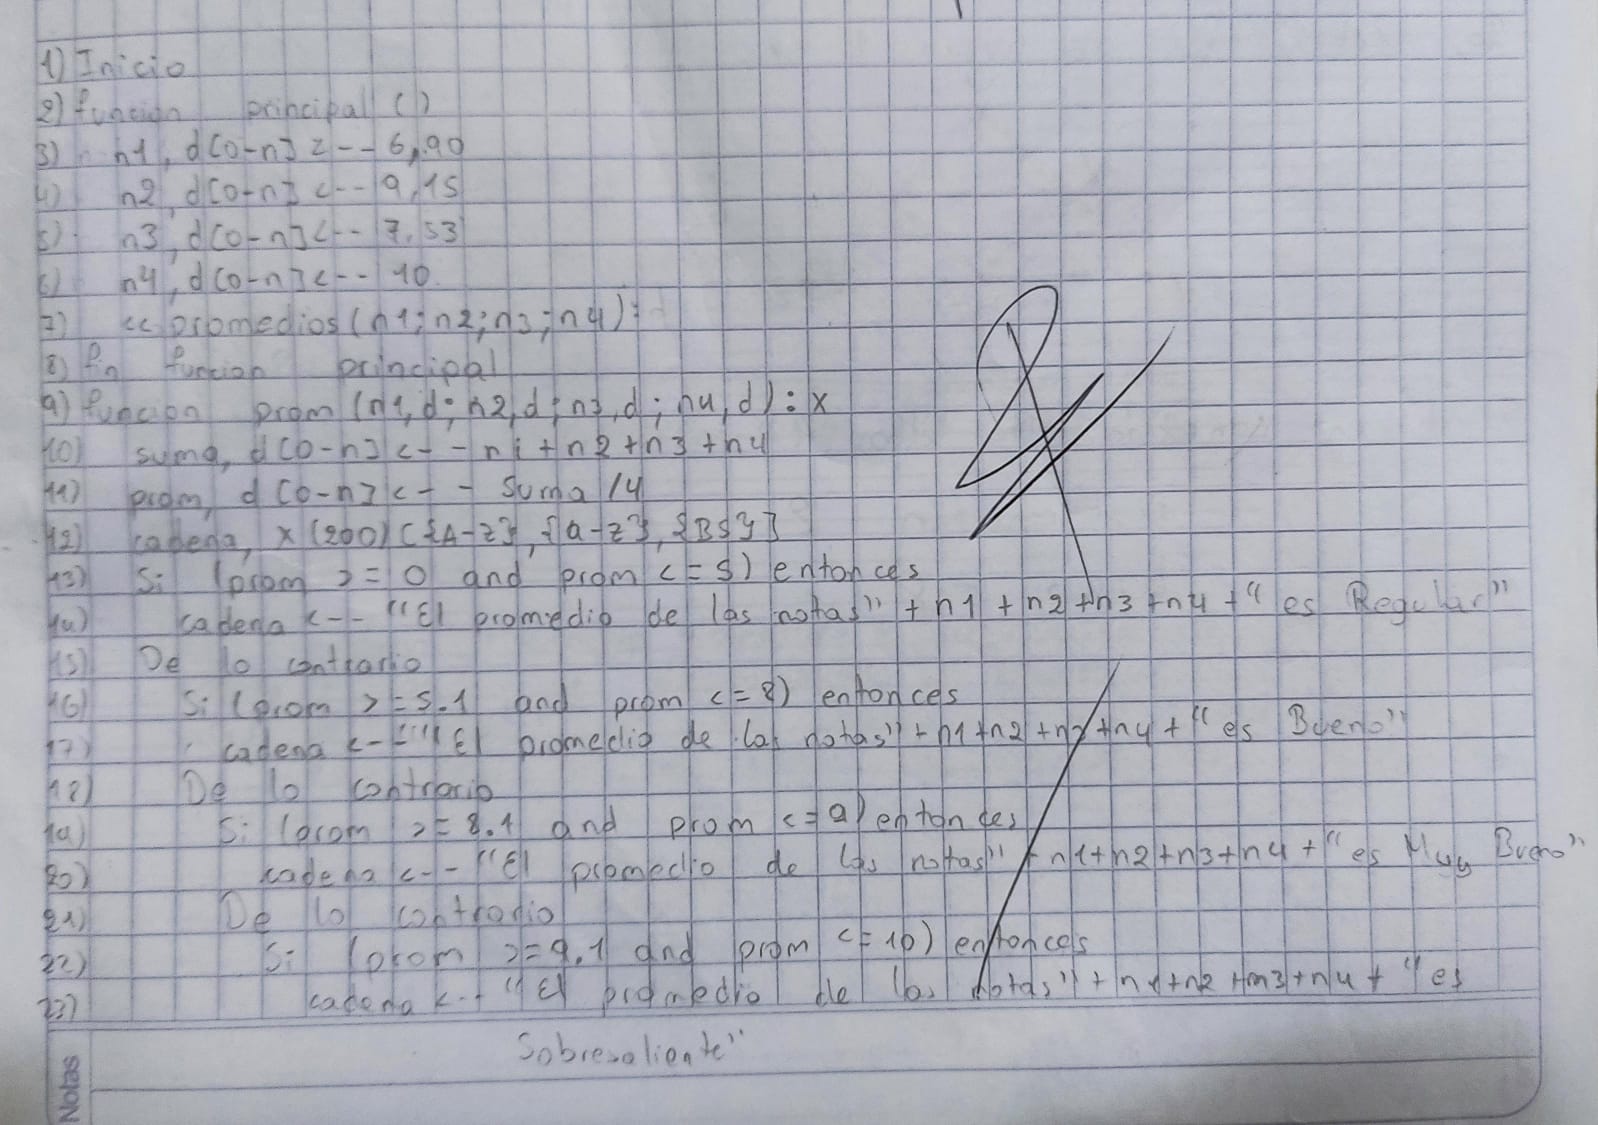 1) Inicio
2) funcion principal ()
3) n1, d[0-n] <-- 6,90
4) n2, d[0-n] <-- 9,15
5) n3, d[0-n] <-- 7,53
6) n4, d[0-n] <-- 10
7) << promedios (n1; n2; n3; n4):
8) fin funcion principal
9) funcion prom (n1, d; n2, d; n3, d; n4, d) : x
10) suma, d [0-n] <-- n1 + n2 + n3 + n4
11) prom, d [0-n] <-- suma /4
12) cadena, x (200) [{A-z}, {a-z}, {BS}]
13) Si (prom >= 0 and prom <= 5) entonces
14) cadena <-- "El promedio de las notas" + n1 + n2 + n3 + n4 + "es Regular"
15) De lo contrario
16) Si (prom >= 5.1 and prom <= 8) entonces
17) cadena <-- "El promedio de las notas" + n1 + n2 + n3 + n4 + "es Bueno"
18) De lo contrario
19) Si (prom >= 8.1 and prom <= 9) entonces
20) cadena <-- "El promedio de las notas" + n1 + n2 + n3 + n4 + "es Muy Bueno"
21) De lo contrario
22) Si (prom >= 9.1 and prom <= 10) entonces
23) cadena <-- "El promedio de las notas" + n1 + n2 + n3 + n4 + "es
Sobresaliente"
Notas